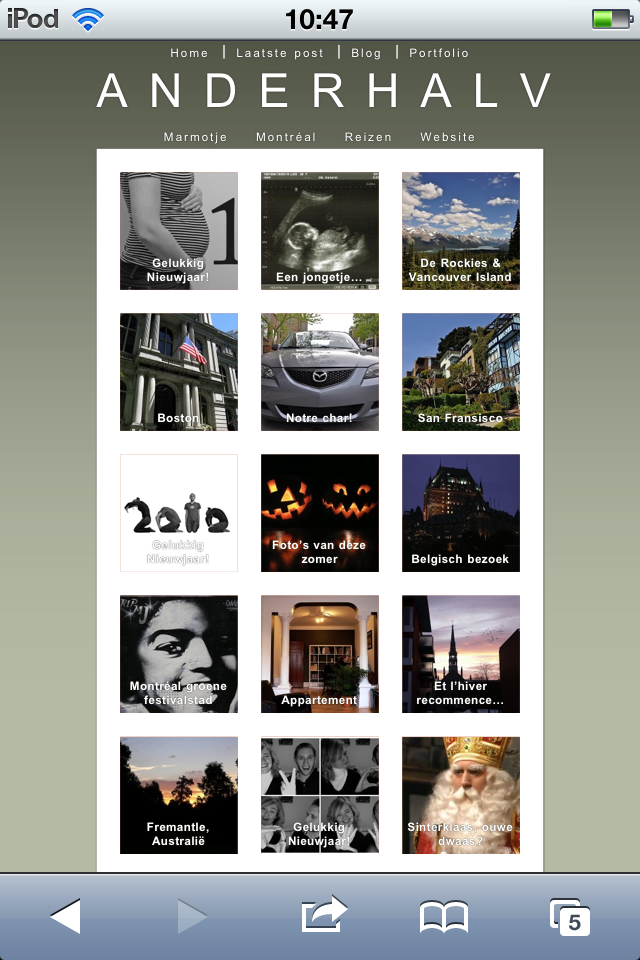 iPod 10:47
Home | Laatste post | Blog | Portfolio
ANDERHALV
Marmotje Montréal Reizen Website
1
Gelukkig
Nieuwjaar!
Een jongetje...
De Rockies &
Vancouver Island
Boston
Notre char!
San Fransisco
2010
Gelukkig
Nieuwjaar!
Foto's van deze
zomer
Belgisch bezoek
Montréal groene
festivalstad
Appartement
Et l'hiver
recommence...
Fremantle,
Australië
Gelukkig
Nieuwjaar!
Sinterklaas, ouwe
dwaas?
5